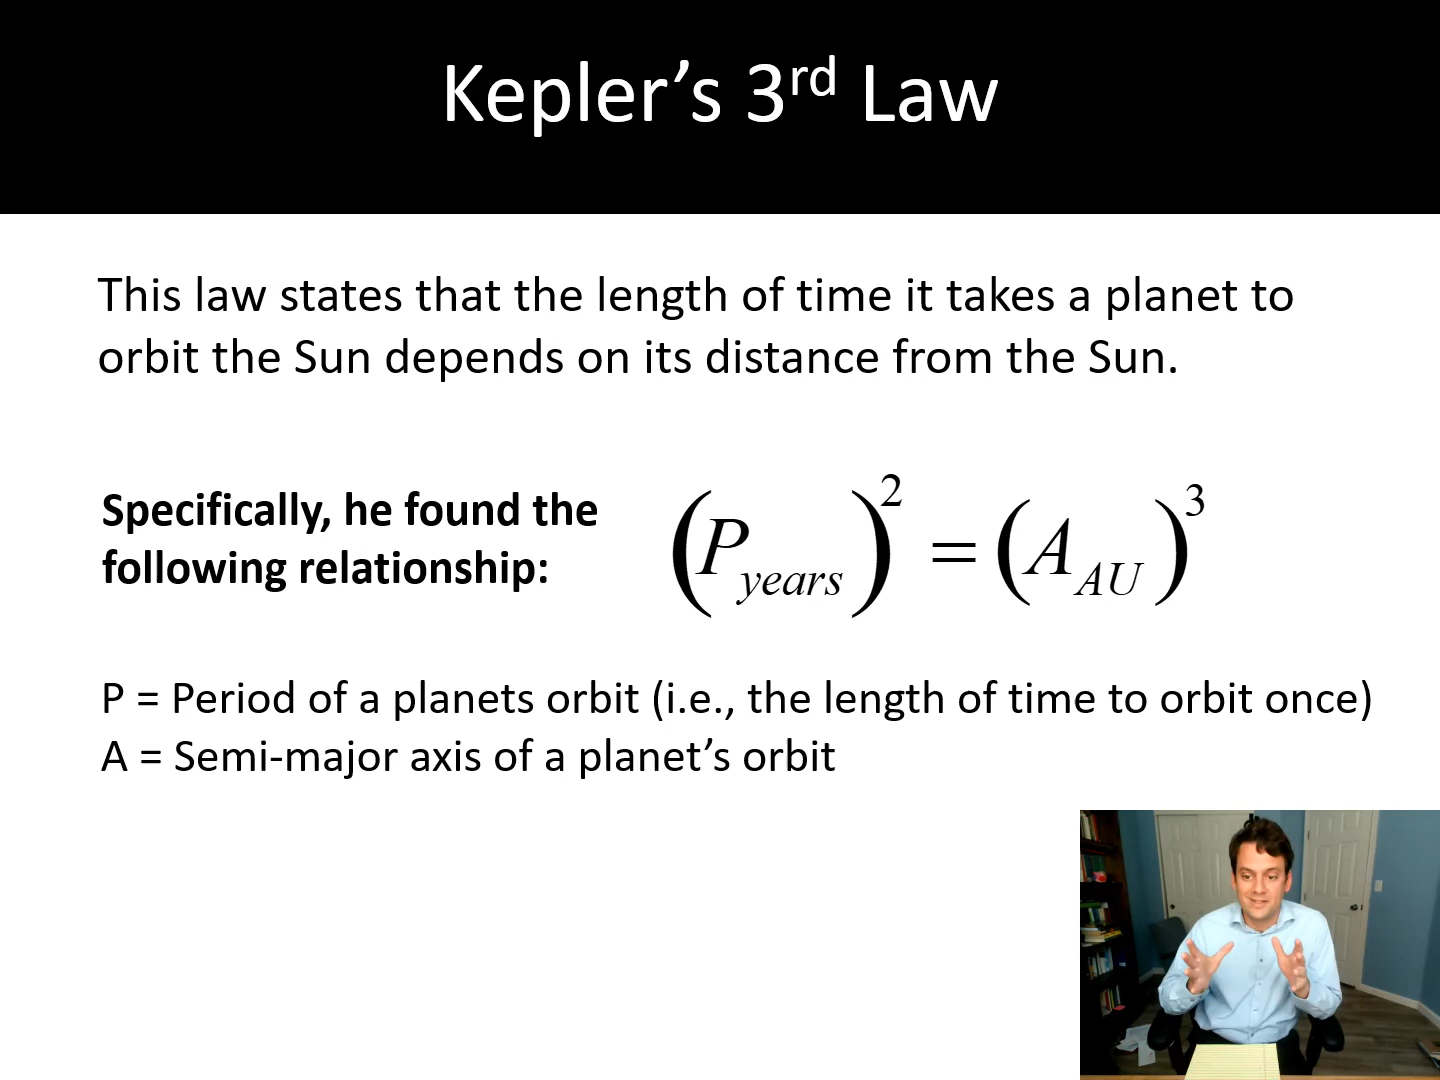 Kepler’s 3rd Law
This law states that the length of time it takes a planet to
orbit the Sun depends on its distance from the Sun.
Specifically, he found the
following relationship:
(P_years)^2 = (A_AU)^3
P = Period of a planets orbit (i.e., the length of time to orbit once)
A = Semi-major axis of a planet’s orbit